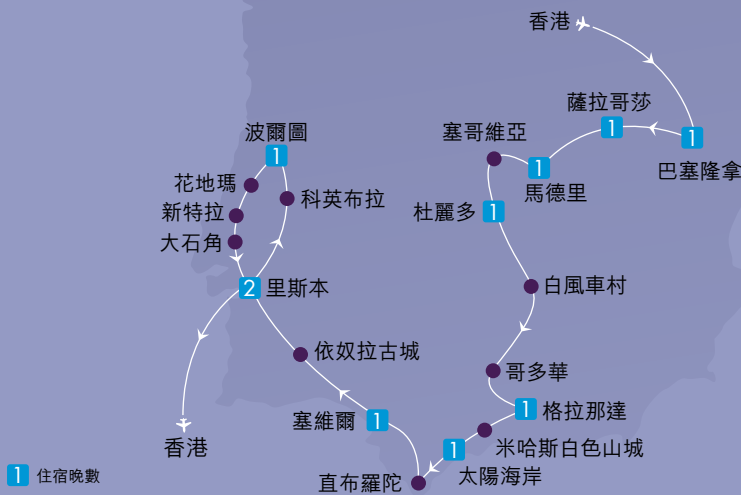 香港
薩拉哥莎
1
1
巴塞隆拿
塞哥維亞
1
馬德里
波爾圖
1
花地瑪
科英布拉
新特拉
大石角
杜麗多
1
2
里斯本
白風車村
依奴拉古城
哥多華
1
格拉那達
塞維爾
1
米哈斯白色山城
1
太陽海岸
直布羅陀
香港
1
住宿晚數